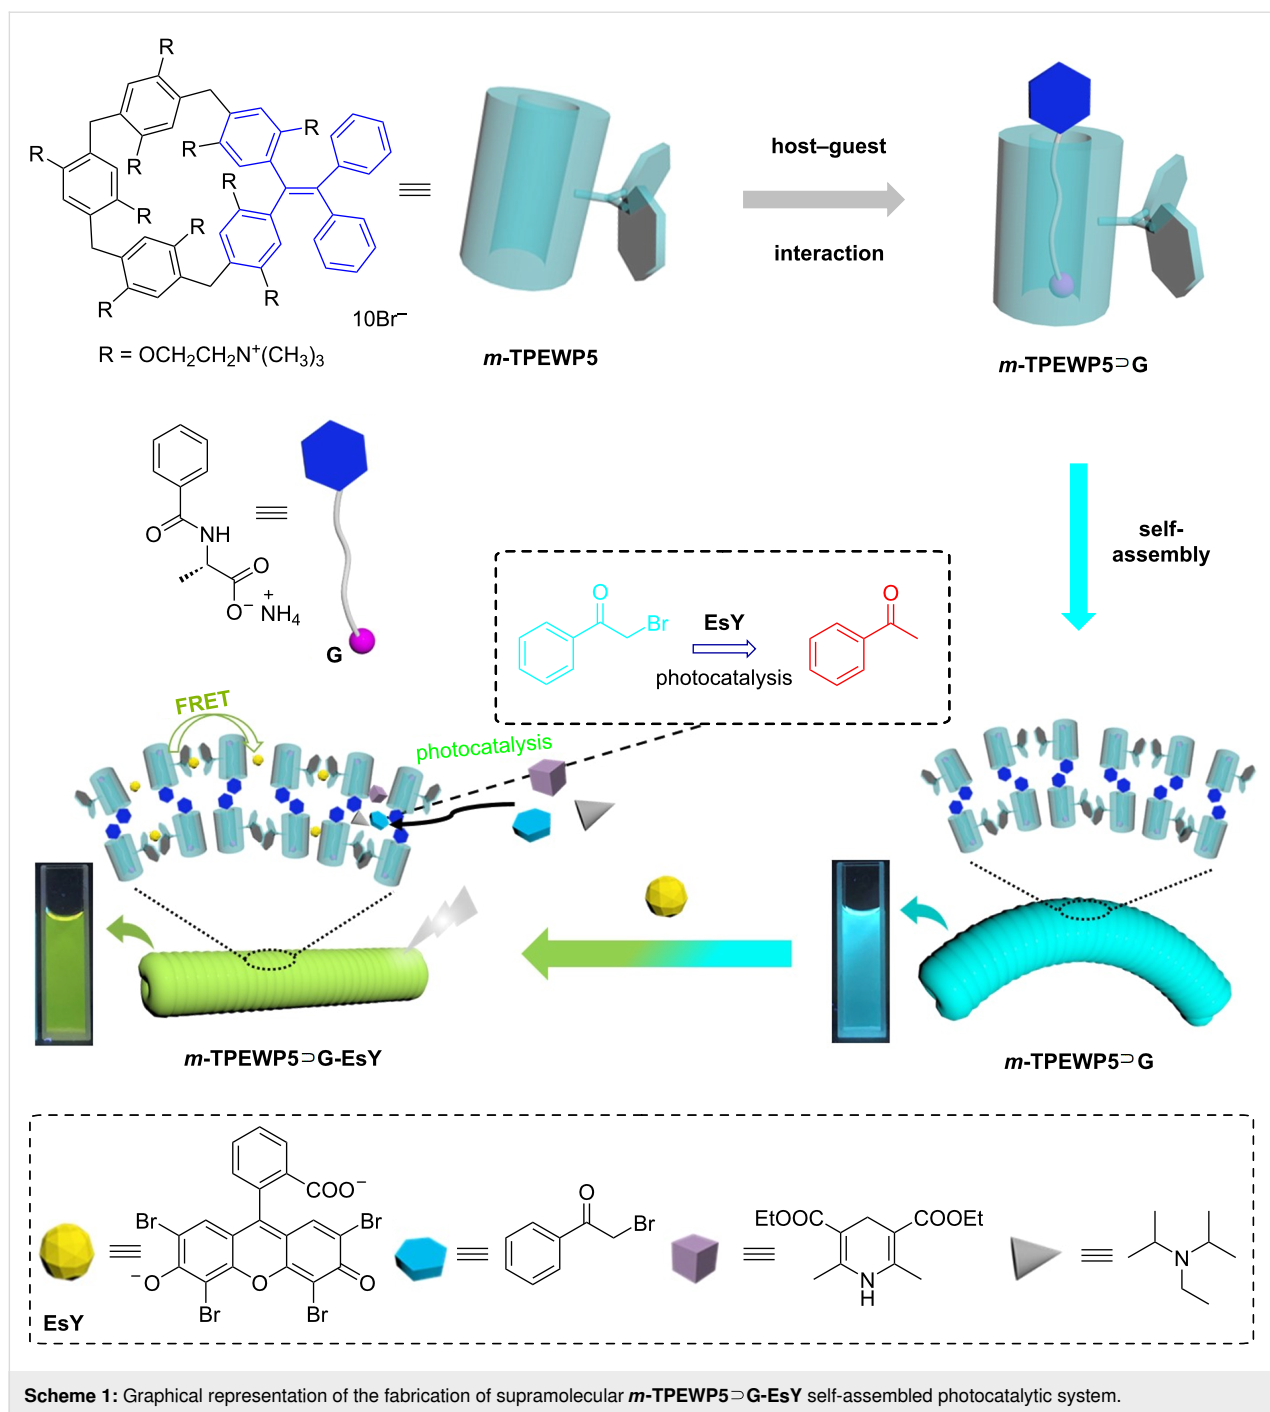 R
R
R
R
R
R
R
R
R
R
10Br⁻
R = OCH₂CH₂N⁺(CH₃)₃
m-TPEWP5
host–guest
interaction
m-TPEWP5⊃G
O
NH
O
O⁻
NH₄⁺
G
self-
assembly
O
Br
EsY
photocatalysis
O
FRET
photocatalysis
m-TPEWP5⊃G-EsY
m-TPEWP5⊃G
COO⁻
Br
Br
⁻O
O
O
Br
Br
EsY
O
Br
EtOOC
COOEt
N
H
N
Scheme 1: Graphical representation of the fabrication of supramolecular m-TPEWP5⊃G-EsY self-assembled photocatalytic system.